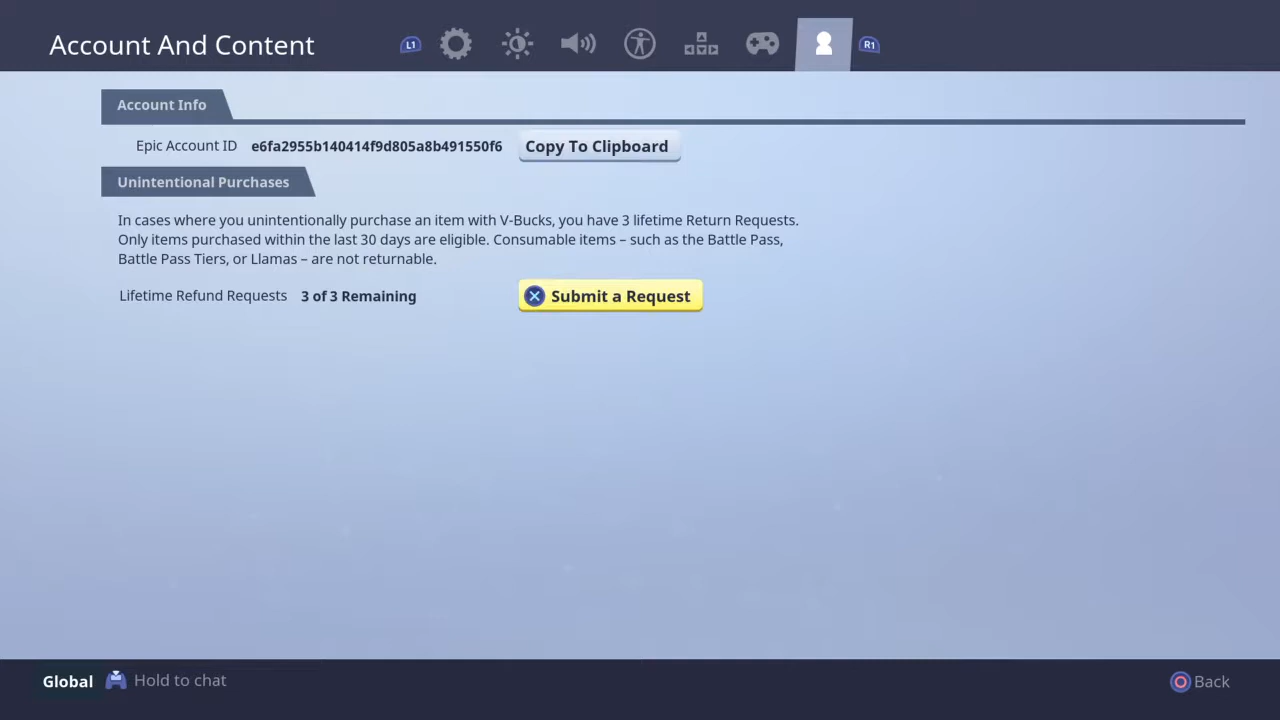 Account And Content
L1
R1
Account Info
Epic Account ID e6fa2955b140414f9d805a8b491550f6 Copy To Clipboard
Unintentional Purchases
In cases where you unintentionally purchase an item with V-Bucks, you have 3 lifetime Return Requests.
Only items purchased within the last 30 days are eligible. Consumable items – such as the Battle Pass,
Battle Pass Tiers, or Llamas – are not returnable.
Lifetime Refund Requests 3 of 3 Remaining Submit a Request
Global Hold to chat Back